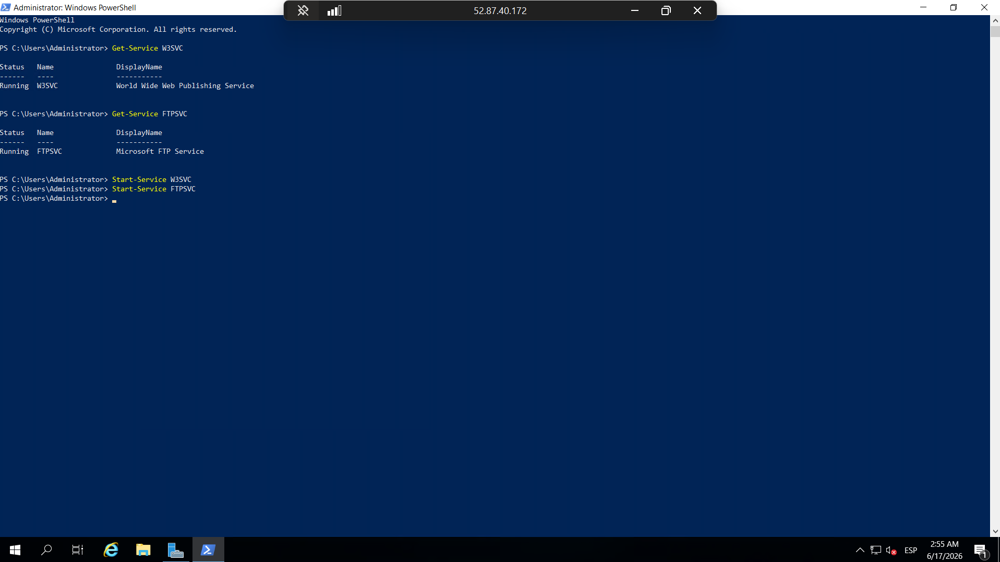 Administrator: Windows PowerShell
52.87.40.172
Windows PowerShell
Copyright (C) Microsoft Corporation. All rights reserved.
PS C:\Users\Administrator> Get-Service W3SVC
Status   Name               DisplayName
------   ----               -----------
Running  W3SVC              World Wide Web Publishing Service
PS C:\Users\Administrator> Get-Service FTPSVC
Status   Name               DisplayName
------   ----               -----------
Running  FTPSVC             Microsoft FTP Service
PS C:\Users\Administrator> Start-Service W3SVC
PS C:\Users\Administrator> Start-Service FTPSVC
PS C:\Users\Administrator>
ESP
2:55 AM
6/17/2026
1